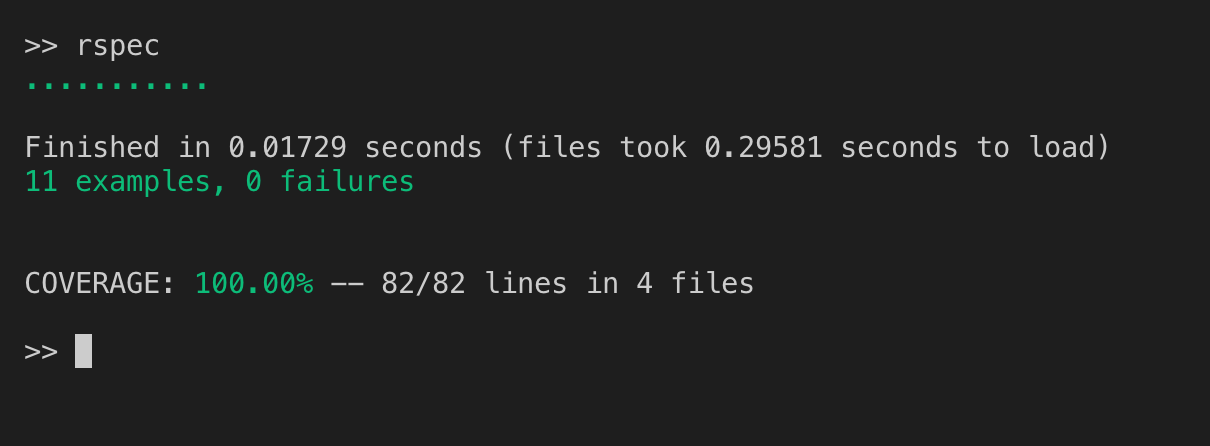 >> rspec
...........
Finished in 0.01729 seconds (files took 0.29581 seconds to load)
11 examples, 0 failures
COVERAGE: 100.00% -- 82/82 lines in 4 files
>>